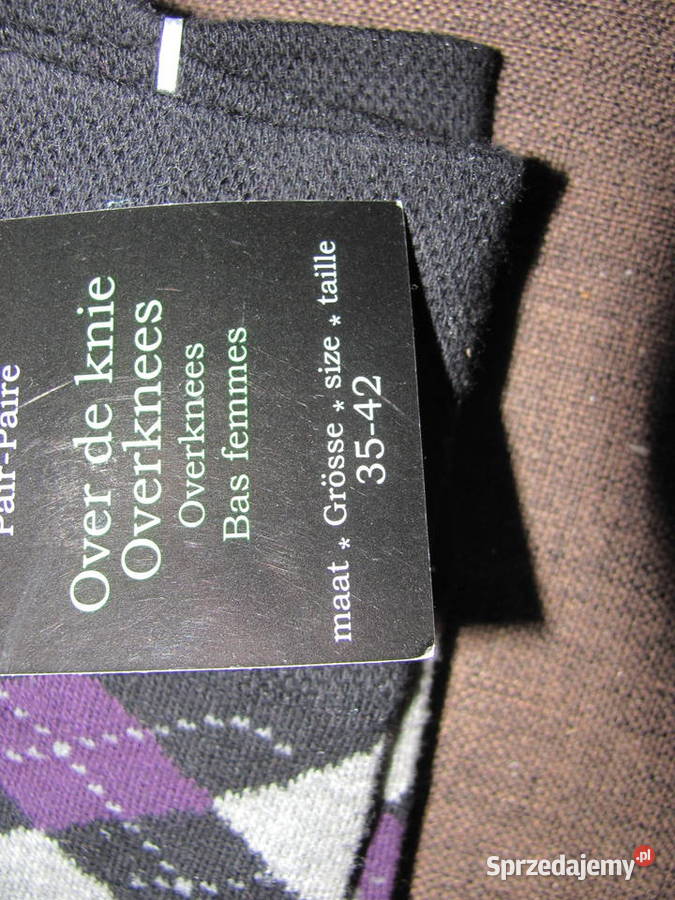 Pair-Paire
Over de knie
Overknees
Overknees
Bas femmes
maat * Grösse * size * taille
35-42
Sprzedajemy.pl